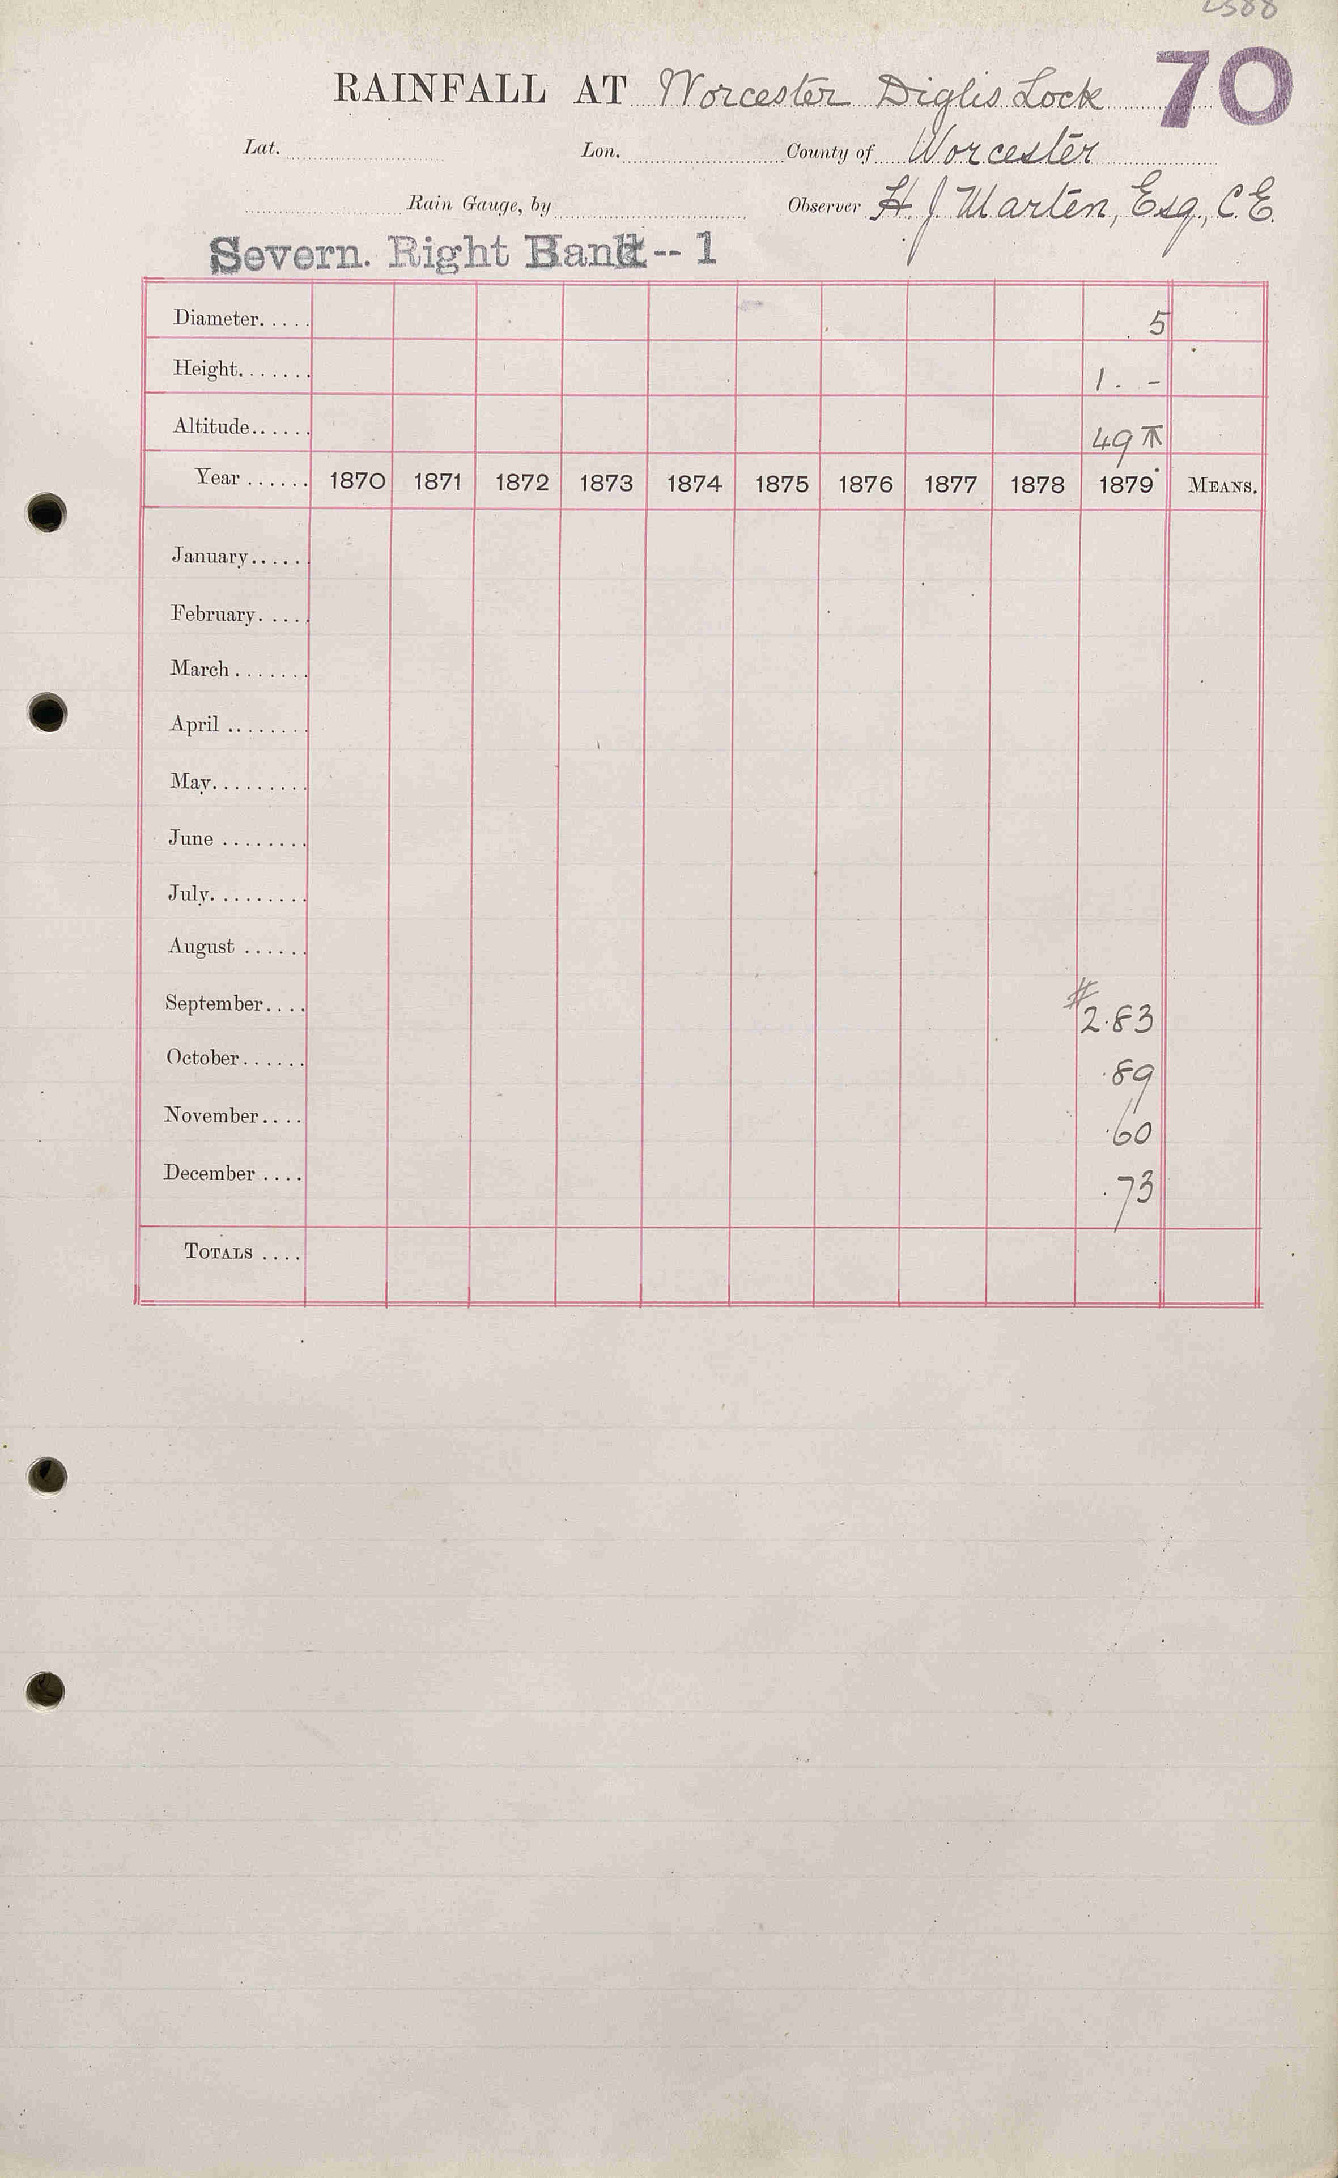 2388
RAINFALL AT Worcester Diglis Lock 70
Lat. Lon. County of Worcester
Rain Gauge, by Observer H. J. Marten, Esq., C.E.
Severn. Right Bank -- 1
Diameter..... 5
Height....... 1. -
Altitude...... 49
Year ...... 1870 1871 1872 1873 1874 1875 1876 1877 1878 1879 MEANS.
January.....
February.....
March .......
April ........
May.........
June ........
July.........
August ......
September.... # 2.83
October...... .89
November.... .60
December .... .73
TOTALS ....